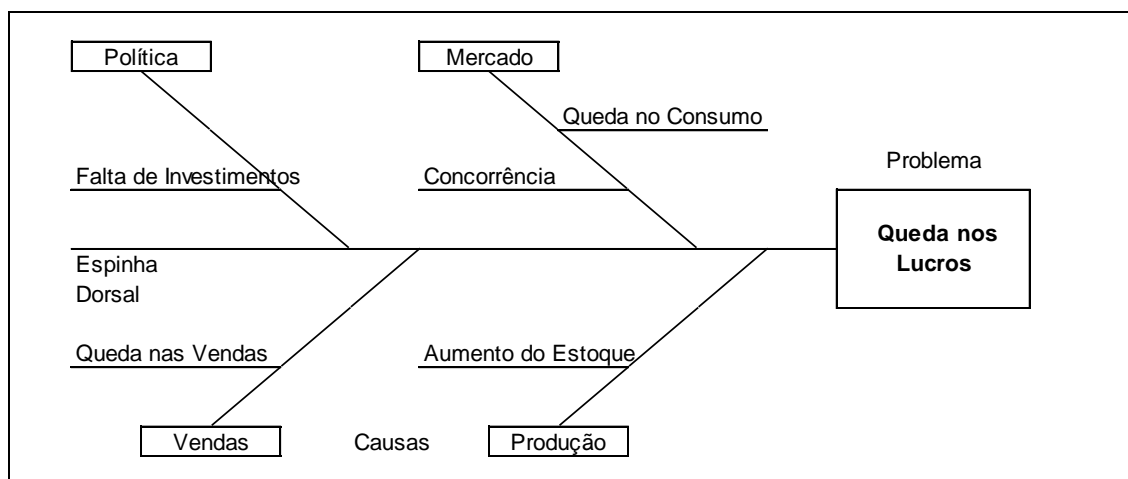 Política
Mercado
Queda no Consumo
Problema
Falta de Investimentos
Concorrência
Queda nos
Lucros
Espinha
Dorsal
Queda nas Vendas
Aumento do Estoque
Vendas
Causas
Produção